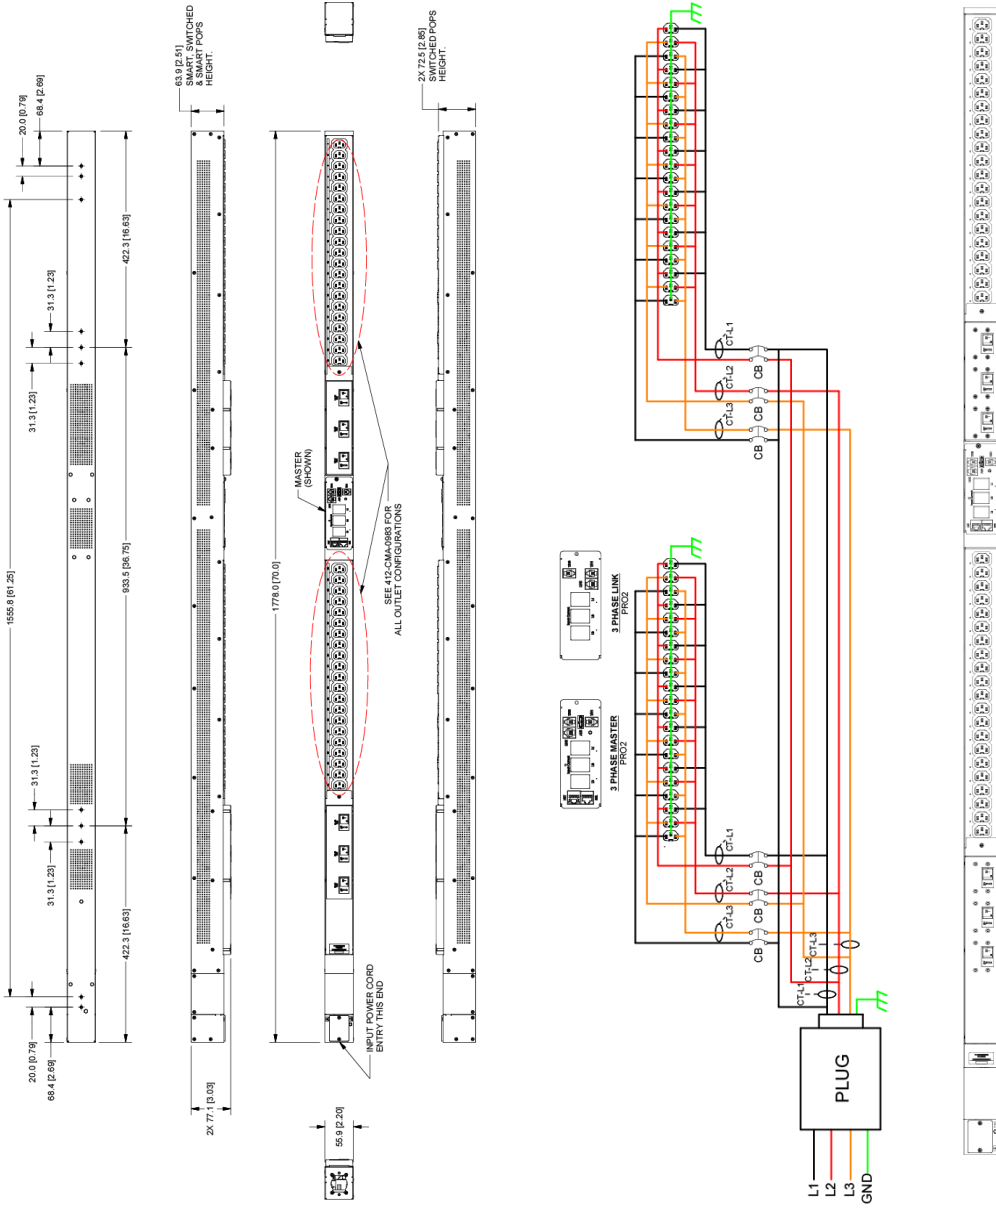 20.0 [0.79]
68.4 [2.69]
31.3 [1.23]
31.3 [1.23]
1555.6 [61.25]
31.3 [1.23]
31.3 [1.23]
20.0 [0.79]
68.4 [2.69]
422.3 [16.63]
933.5 [36.75]
422.3 [16.63]
63.9 [2.51]
SMART, SWITCHED
& SMART POPS
HEIGHT.
2X 77.1 [3.03]
1778.0 [70.0]
MASTER
(SHOWN)
SEE 412-CMA-0983 FOR
ALL OUTLET CONFIGURATIONS
INPUT POWER CORD
ENTRY THIS END
55.9 [2.20]
2X 72.5 [2.85]
SWITCHED POPS
HEIGHT.
3 PHASE LINK
PRO2
3 PHASE MASTER
PRO2
CT-L1
CT-L2
CT-L3
CB
CB
CB
CT-L1
CT-L2
CT-L3
CB
CB
CB
CT-L1
CT-L2
CT-L3
PLUG
L1
L2
L3
GND